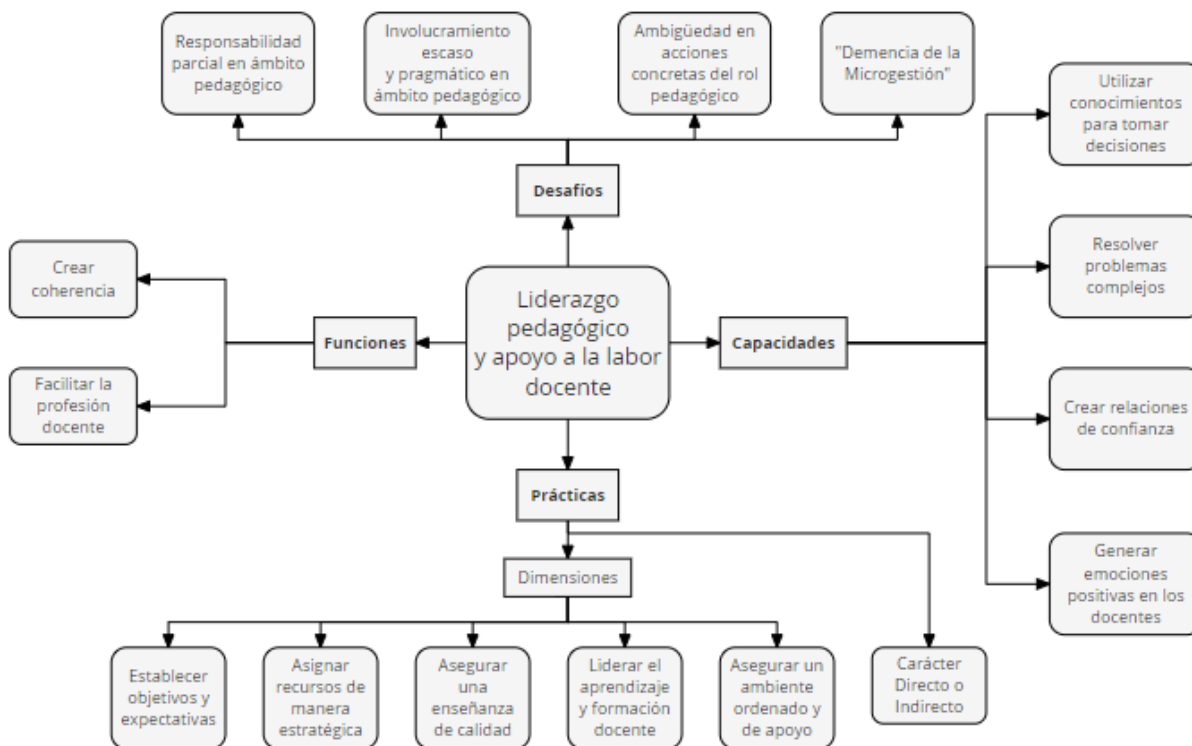 Responsabilidad
parcial en ámbito
pedagógico
Involucramiento
escaso
y pragmático en
ámbito pedagógico
Ambigüedad en
acciones
concretas del rol
pedagógico
"Demencia de la
Microgestión"
Utilizar
conocimientos
para tomar
decisiones
Desafíos
Resolver
problemas
complejos
Crear
coherencia
Liderazgo
pedagógico
y apoyo a la labor
docente
Funciones
Capacidades
Facilitar la
profesión
docente
Crear relaciones
de confianza
Prácticas
Generar
emociones
positivas en los
docentes
Dimensiones
Establecer
objetivos y
expectativas
Asignar
recursos de
manera
estratégica
Asegurar
una
enseñanza
de calidad
Liderar el
aprendizaje
y formación
docente
Asegurar un
ambiente
ordenado y
de apoyo
Carácter
Directo o
Indirecto